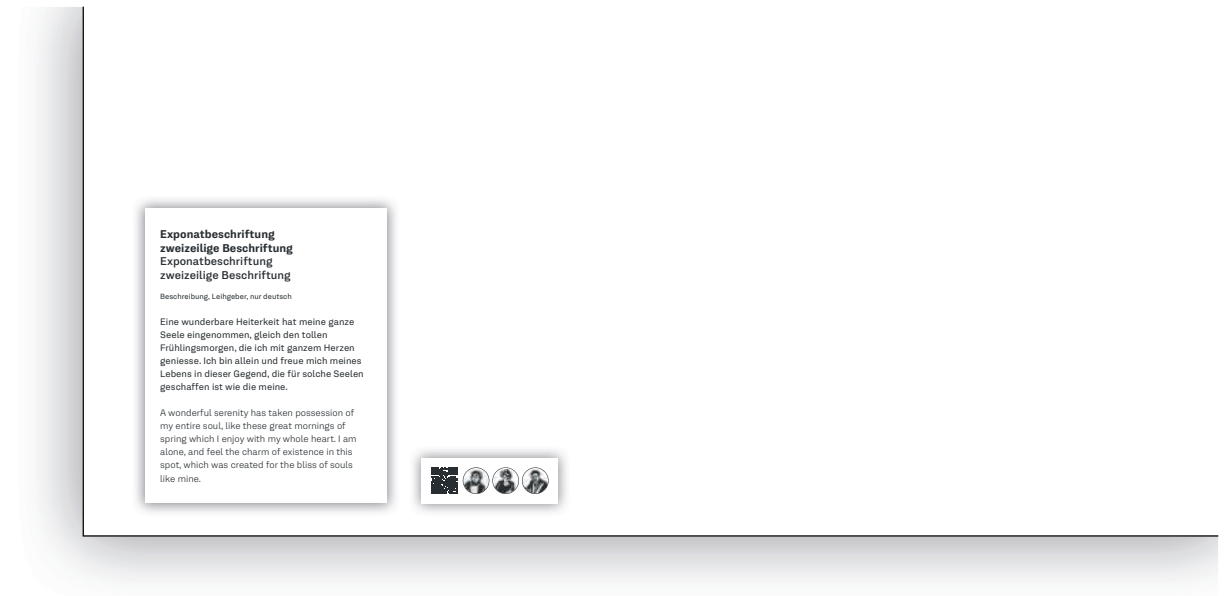 Exponatbeschriftung
zweizeilige Beschriftung
Exponatbeschriftung
zweizeilige Beschriftung
Beschreibung, Leihgeber, nur deutsch
Eine wunderbare Heiterkeit hat meine ganze
Seele eingenommen, gleich den tollen
Frühlingsmorgen, die ich mit ganzem Herzen
geniesse. Ich bin allein und freue mich meines
Lebens in dieser Gegend, die für solche Seelen
geschaffen ist wie die meine.
A wonderful serenity has taken possession of
my entire soul, like these great mornings of
spring which I enjoy with my whole heart. I am
alone, and feel the charm of existence in this
spot, which was created for the bliss of souls
like mine.